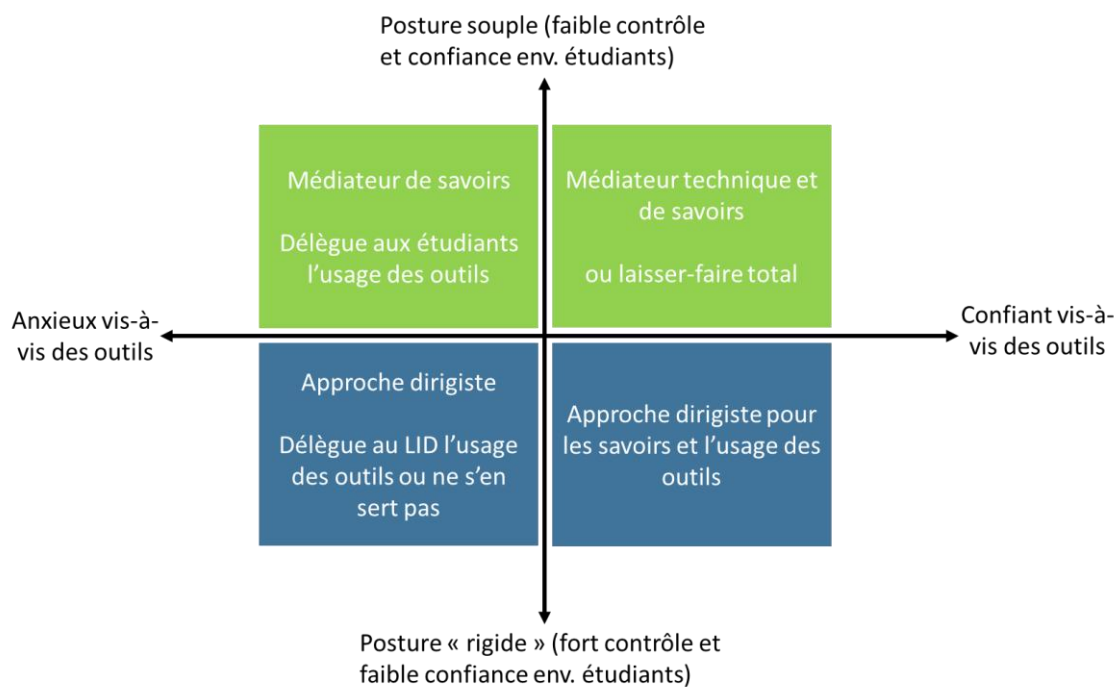 Posture souple (faible contrôle
et confiance env. étudiants)
Médiateur de savoirs
Délègue aux étudiants
l’usage des outils
Médiateur technique et
de savoirs
ou laisser-faire total
Anxieux vis-à-
vis des outils
Confiant vis-à-
vis des outils
Approche dirigiste
Délègue au LID l’usage
des outils ou ne s’en
sert pas
Approche dirigiste pour
les savoirs et l’usage des
outils
Posture « rigide » (fort contrôle et
faible confiance env. étudiants)